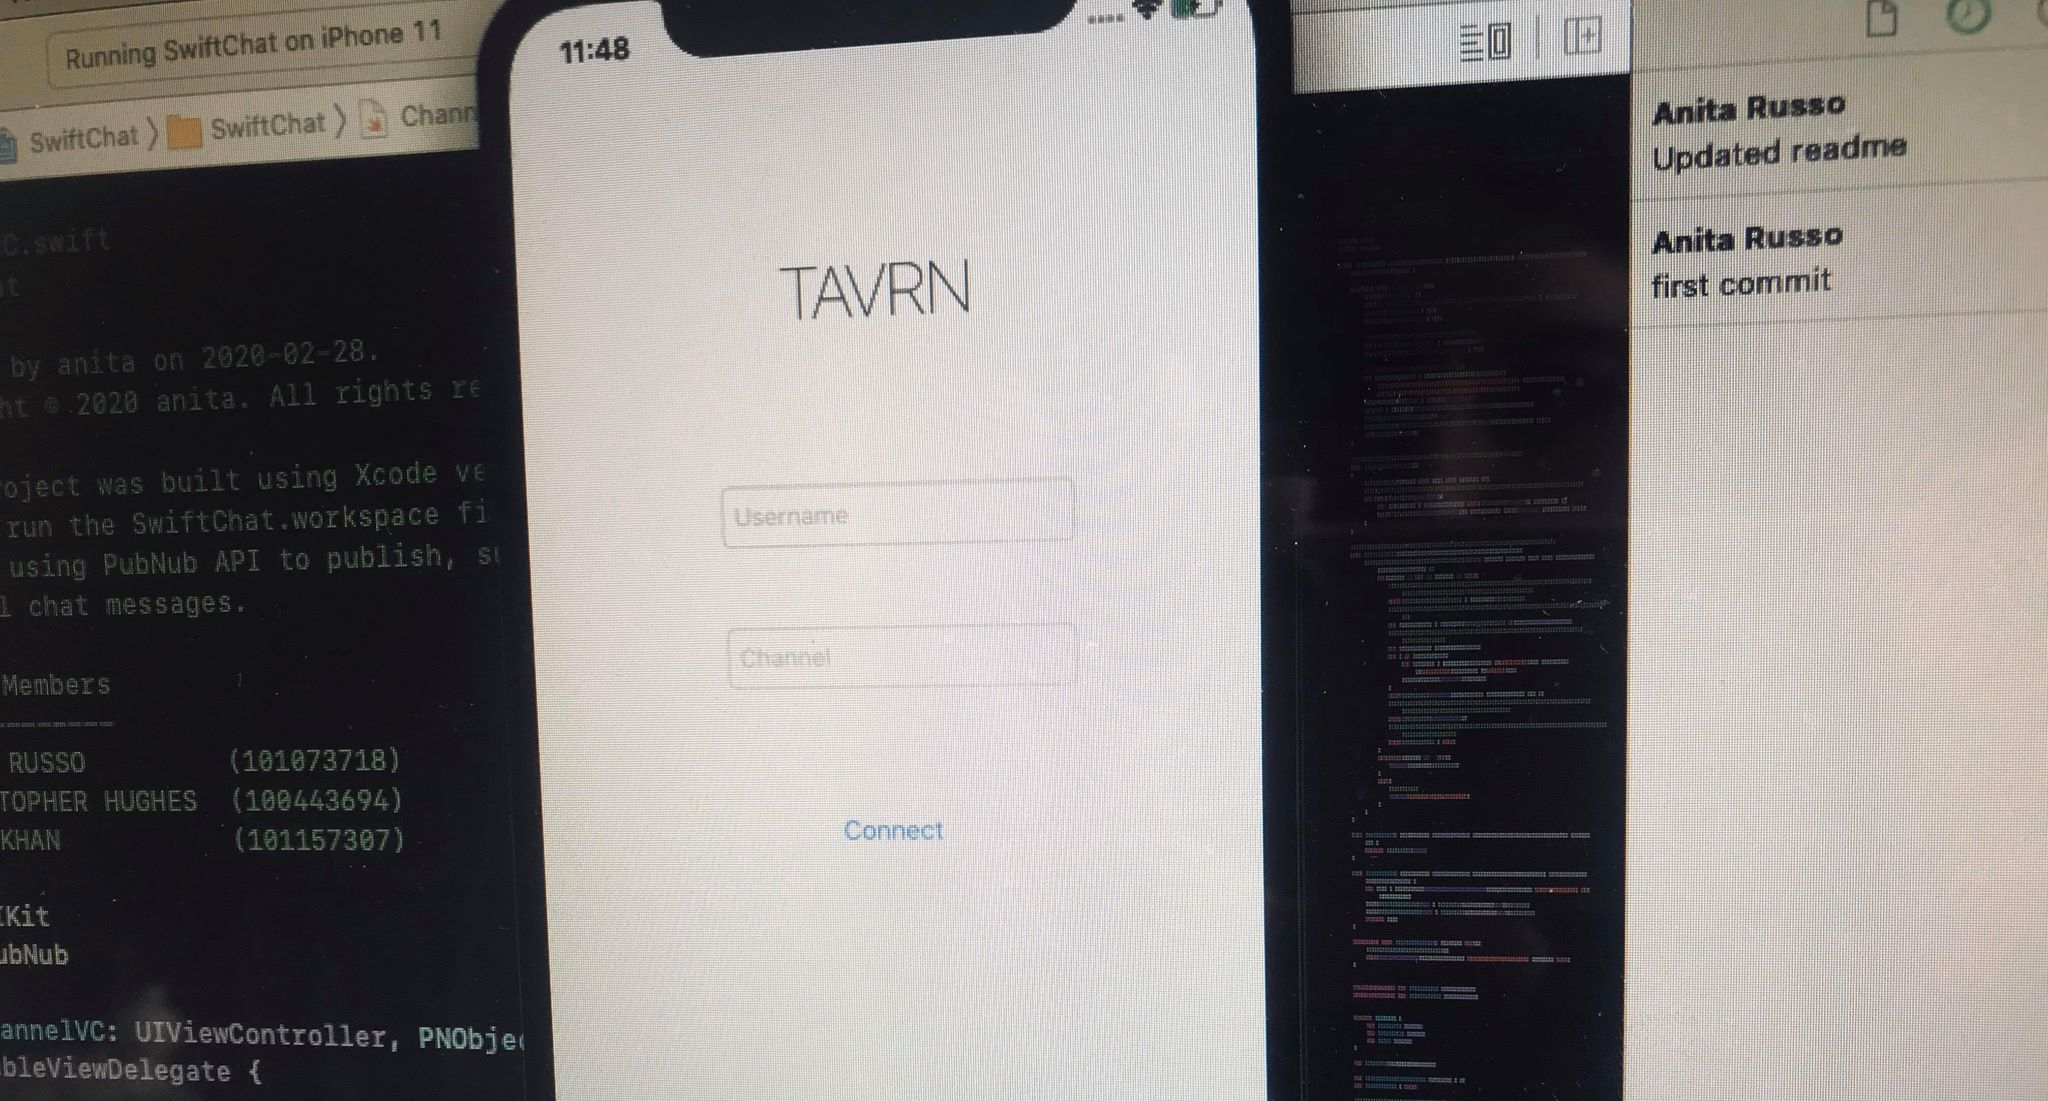 Running SwiftChat on iPhone 11
SwiftChat
SwiftChat
Chann
C.swift
by anita on 2020-02-28.
ht © 2020 anita. All rights re
oject was built using Xcode ve
run the SwiftChat.workspace fi
using PubNub API to publish, su
l chat messages.
Members
RUSSO (101073718)
TOPHER HUGHES (100443694)
KHAN (101157307)
IKit
ubNub
annelVC: UIViewController, PNObjec
bleViewDelegate {
11:48
TAVRN
Username
Channel
Connect
Anita Russo
Updated readme
Anita Russo
first commit